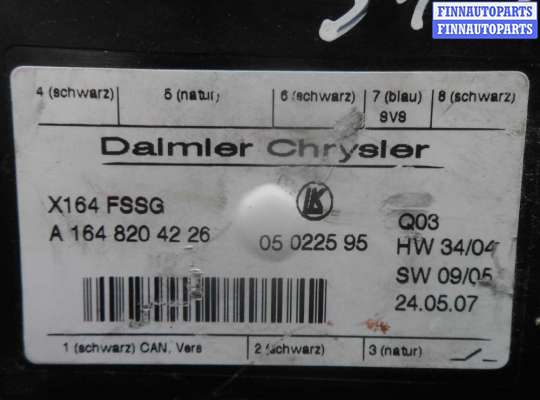 FINNAUTOPARTS
FINNAUTOPARTS
4 (schwarz) 5 (natur) 6 (schwarz) 7 (blau) 8 (schwarz)
SVS
Daimler Chrysler
X164 FSSG
A 164 820 42 26
LK
05 0225 95
Q03
HW 34/04
SW 09/05
24.05.07
1 (schwarz) CAN, Vers 2 (schwarz) 3 (natur)